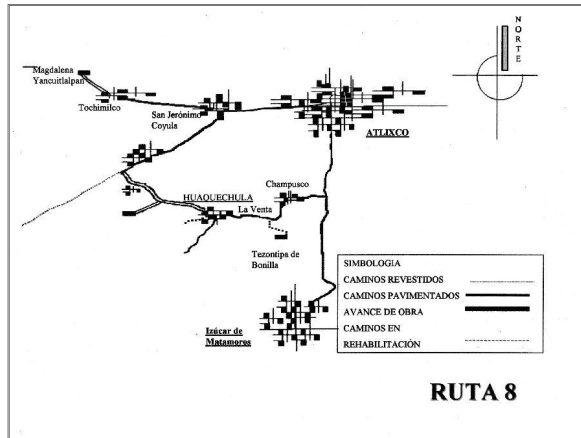 NORTE
Magdalena
Yancuitlalpan
Tochimilco
San Jerónimo
Coyula
ATLIXCO
HUAQUECHULA
Champusco
La Venta
Tezontipa de
Bonilla
Izúcar de
Matamoros
SIMBOLOGIA
CAMINOS REVESTIDOS
CAMINOS PAVIMENTADOS
AVANCE DE OBRA
CAMINOS EN
REHABILITACIÓN
RUTA 8